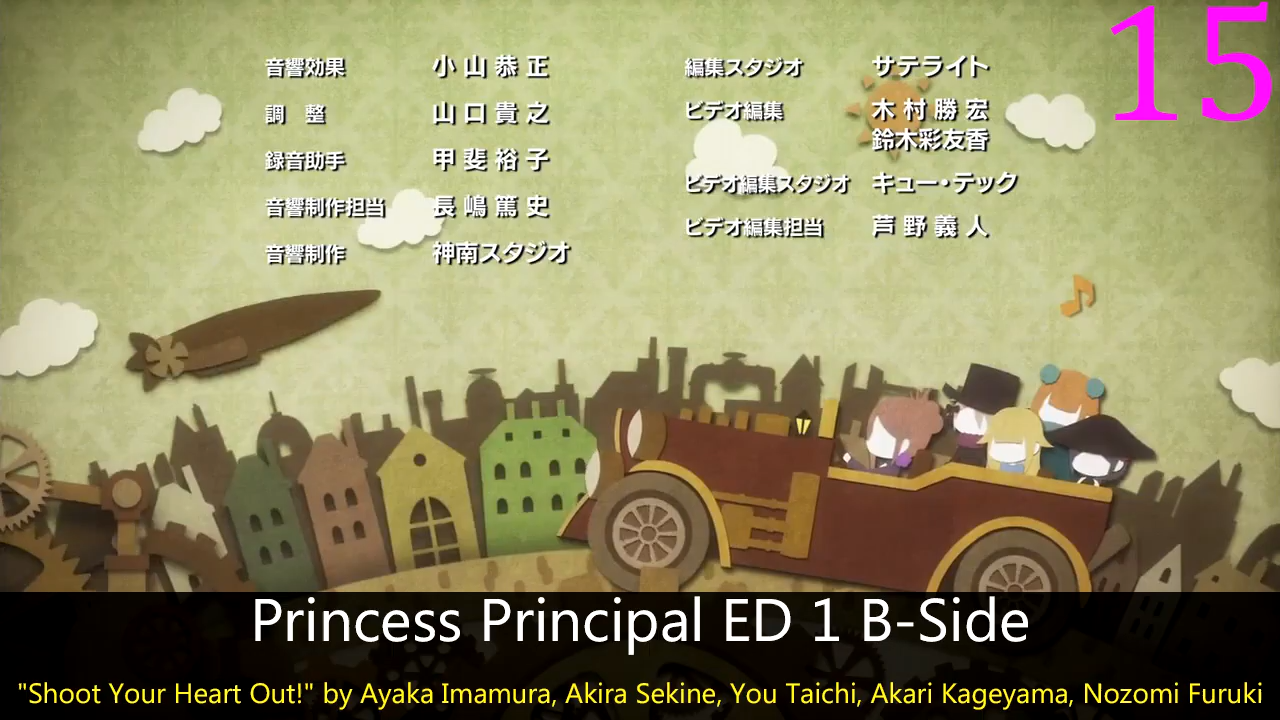 15
音響効果 小山恭正
調 整 山口貴之
録音助手 甲斐裕子
音響制作担当 長嶋篤史
音響制作 神南スタジオ
編集スタジオ サテライト
ビデオ編集 木村勝宏
鈴木彩友香
ビデオ編集スタジオ キュー・テック
ビデオ編集担当 芦野義人
Princess Principal ED 1 B-Side
"Shoot Your Heart Out!" by Ayaka Imamura, Akira Sekine, You Taichi, Akari Kageyama, Nozomi Furuki